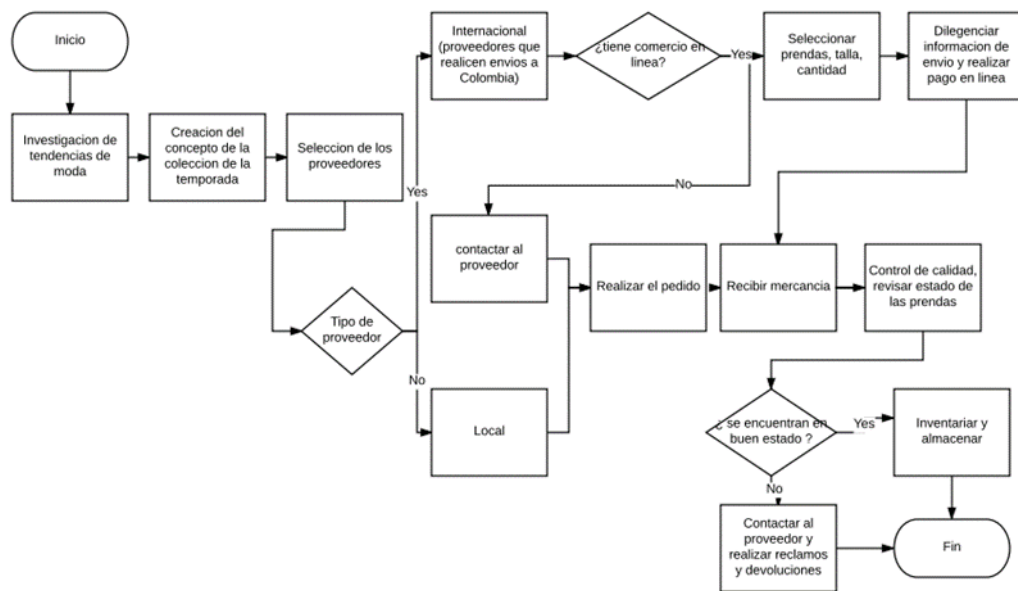 Inicio
Investigacion de
tendencias de
moda
Creacion del
concepto de la
coleccion de la
temporada
Seleccion de los
proveedores
Tipo de
proveedor
Yes
No
Internacional
(proveedores que
realicen envios a
Colombia)
¿tiene comercio en
linea?
Yes
No
Seleccionar
prendas, talla,
cantidad
Dilegenciar
informacion de
envio y realizar
pago en linea
contactar al
proveedor
Local
Realizar el pedido
Recibir mercancia
Control de calidad,
revisar estado de
las prendas
¿ se encuentran en
buen estado ?
Yes
No
Inventariar y
almacenar
Contactar al
proveedor y
realizar reclamos
y devoluciones
Fin